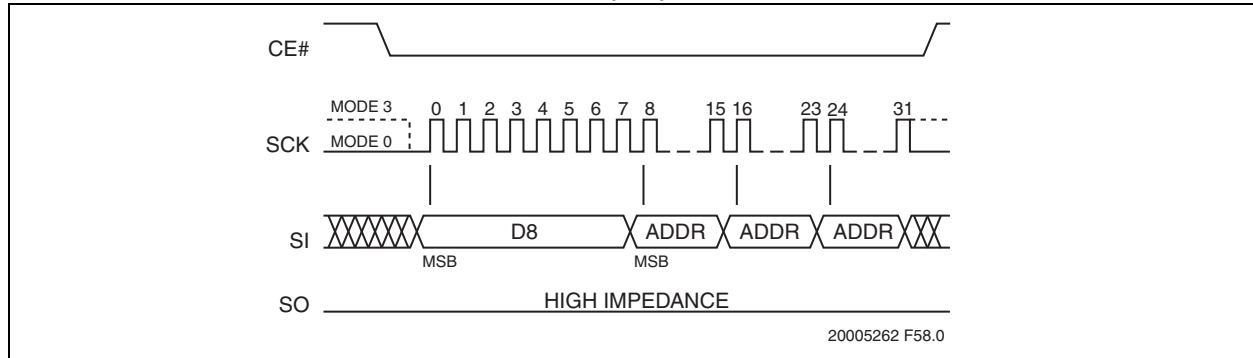 CE#
MODE 3
0 1 2 3 4 5 6 7 8 15 16 23 24 31
SCK MODE 0
SI D8 ADDR ADDR ADDR
MSB MSB
SO HIGH IMPEDANCE
20005262 F58.0